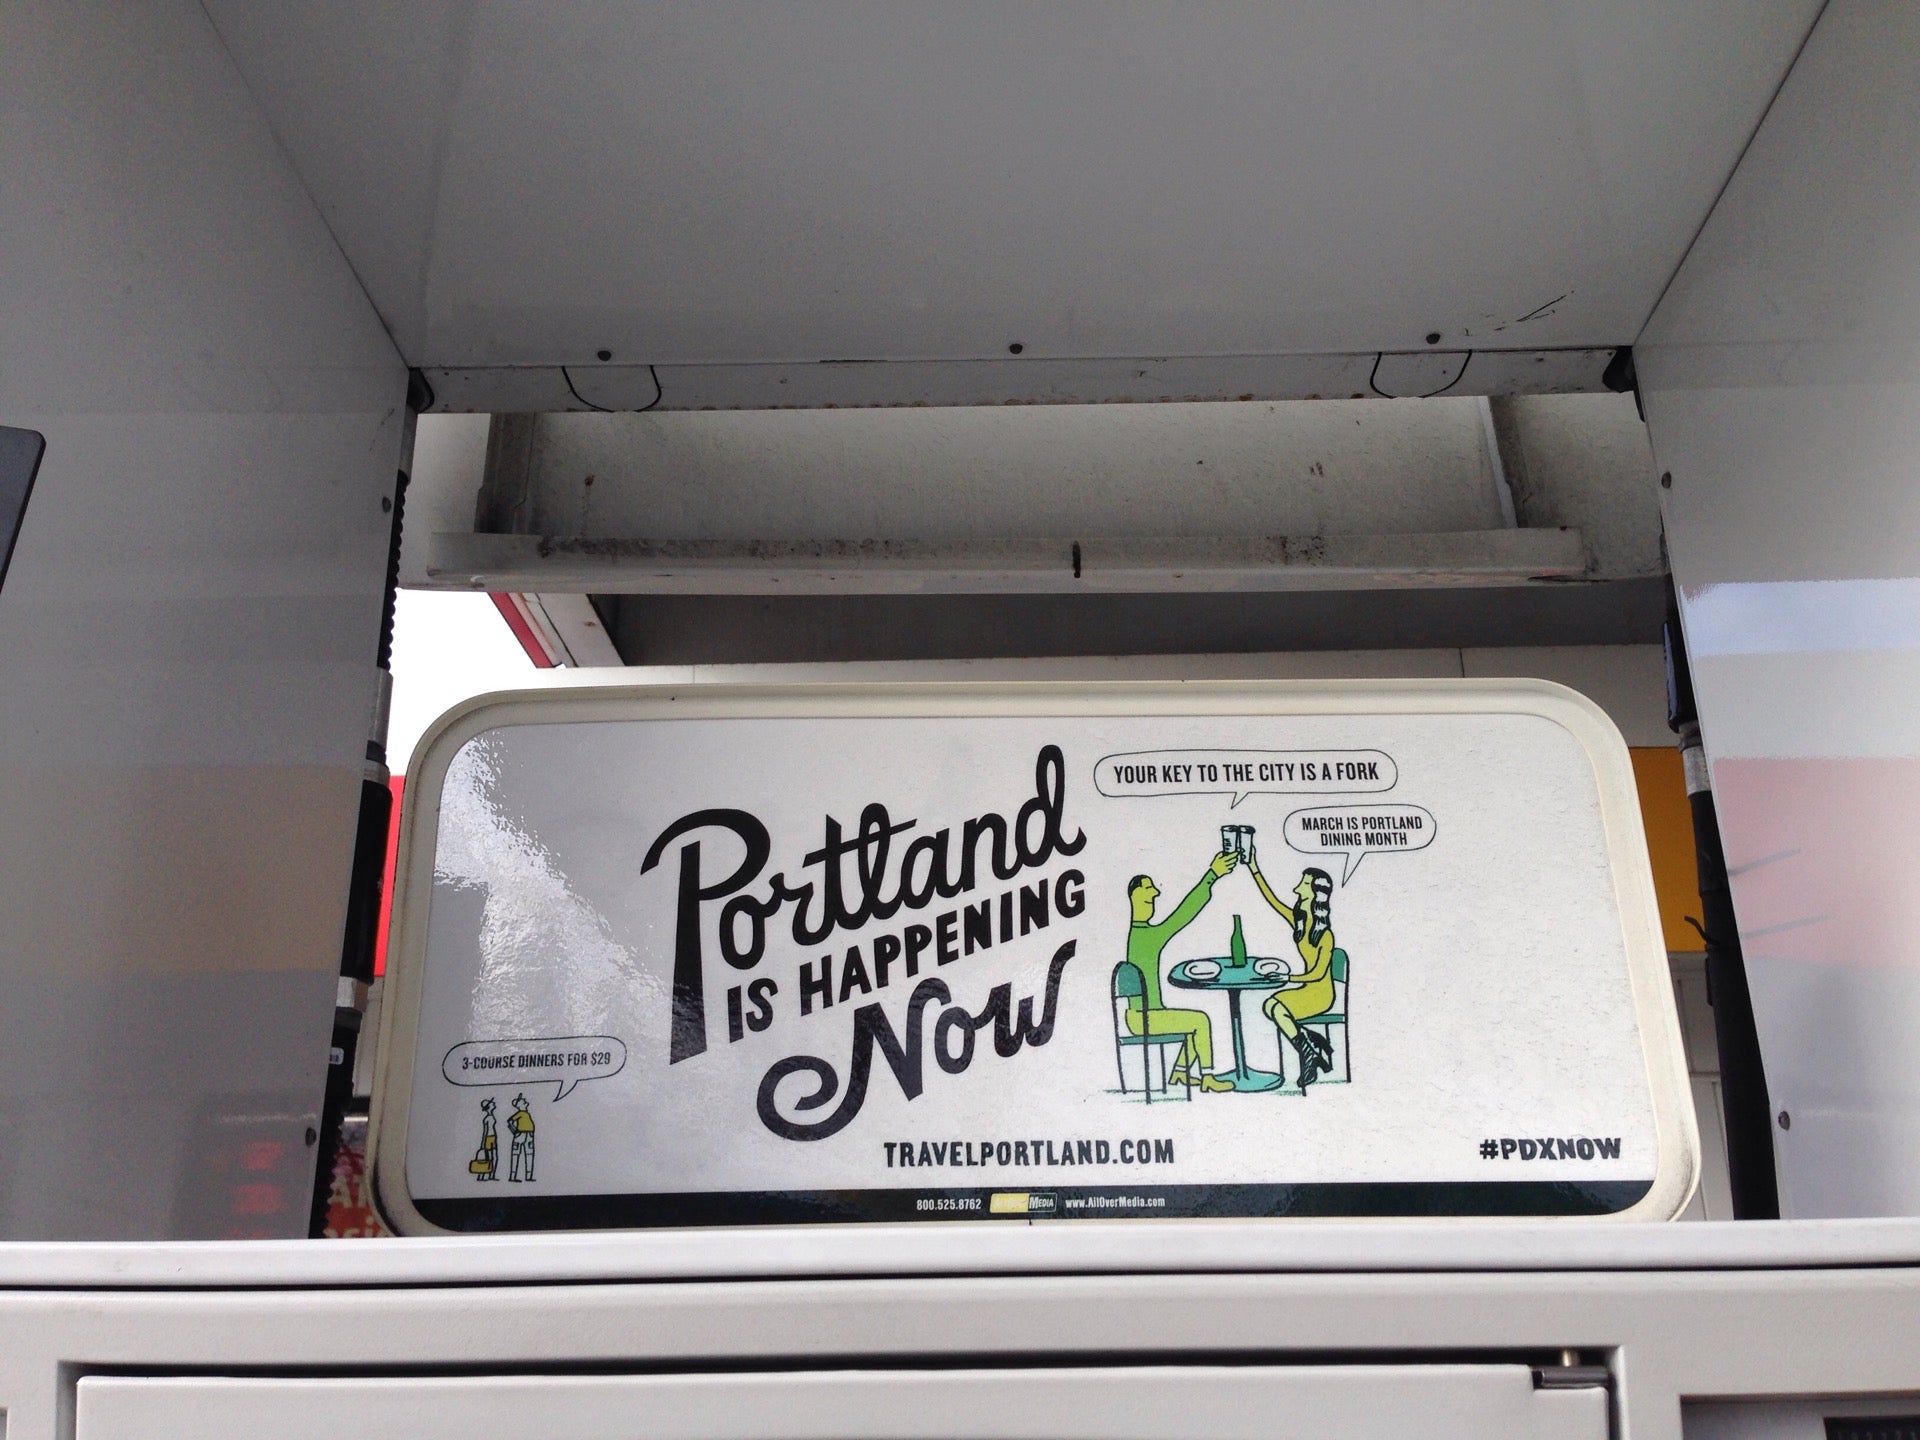 YOUR KEY TO THE CITY IS A FORK
MARCH IS PORTLAND
DINING MONTH
Portland
IS HAPPENING
Now
3-COURSE DINNERS FOR $29
TRAVELPORTLAND.COM
#PDXNOW
800.525.8762 MEDIA www.AllOverMedia.com